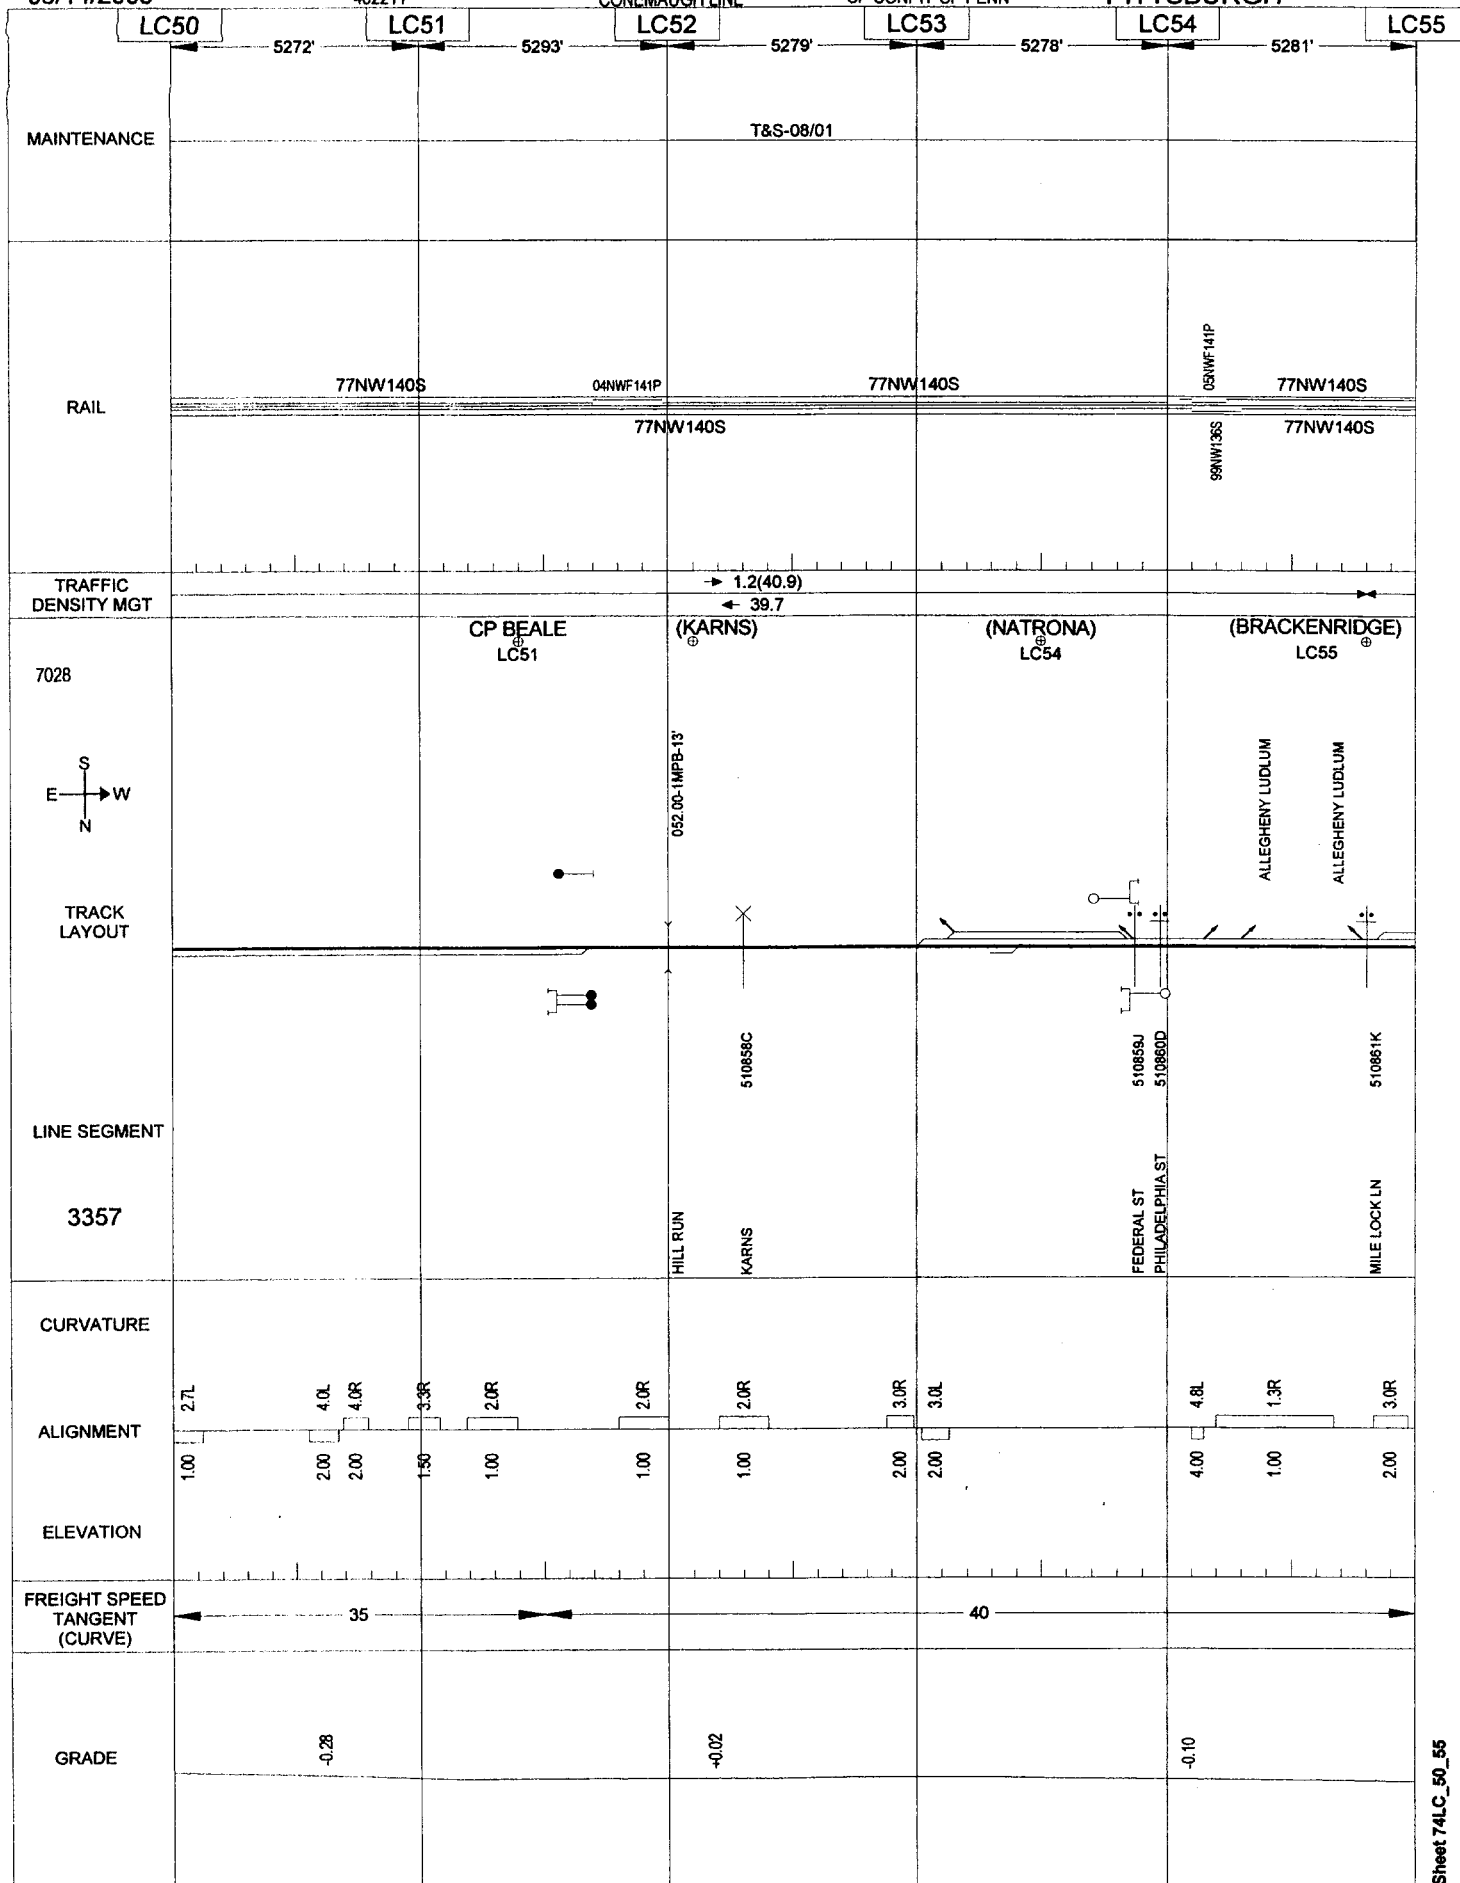 CONEMAUGH LINE
LC50 LC51 LC52 LC53 LC54 LC55
5272' 5293' 5279' 5278' 5281'
MAINTENANCE
T&S-08/01
RAIL
77NW140S 04NWF141P 77NW140S 05NWF141P 77NW140S
77NW140S 99NW136S 77NW140S
TRAFFIC
DENSITY MGT
1.2(40.9)
39.7
CP BEALE (KARNS) (NATRONA) (BRACKENRIDGE)
LC51 LC54 LC55
7028
S
E W
N
052.00-1MPB-13'
ALLEGHENY LUDLUM
ALLEGHENY LUDLUM
TRACK
LAYOUT
510858C
510859J
510860D
510861K
LINE SEGMENT
3357
HILL RUN
KARNS
FEDERAL ST
PHILADELPHIA ST
MILE LOCK LN
CURVATURE
2.7L 4.0L 4.0R 3.3R 2.0R 2.0R 2.0R 3.0R 3.0L 4.8L 1.3R 3.0R
ALIGNMENT
1.00 2.00 2.00 1.50 1.00 1.00 1.00 2.00 2.00 4.00 1.00 2.00
ELEVATION
FREIGHT SPEED
TANGENT
(CURVE)
35 40
GRADE
-0.28 +0.02 -0.10
Sheet 74LC_50_55